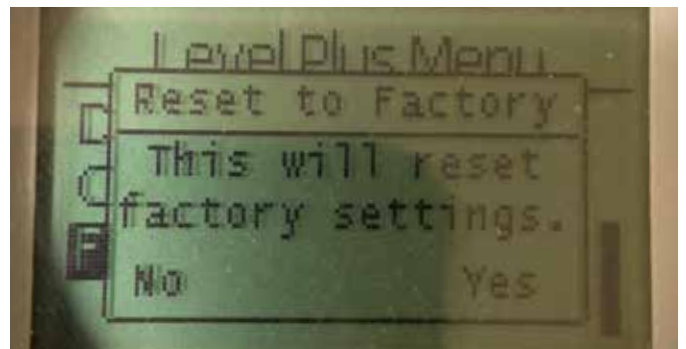 Level Plus Menu
Reset to Factory
This will reset
factory settings.
No Yes